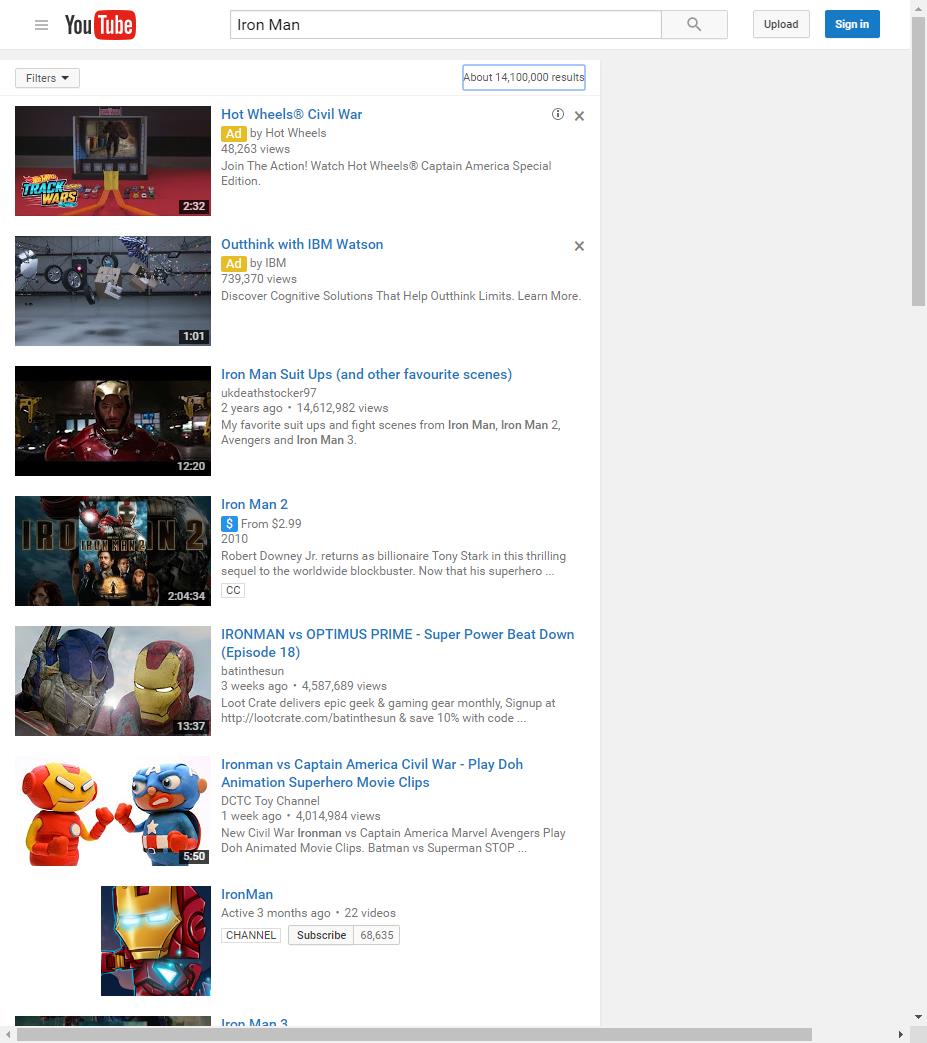 YouTube
Iron Man
Upload
Sign in
Filters
About 14,100,000 results
Hot Wheels® Civil War
Ad by Hot Wheels
48,263 views
Join The Action! Watch Hot Wheels® Captain America Special
Edition.
TRACK
WARS
2:32
Outthink with IBM Watson
Ad by IBM
739,370 views
Discover Cognitive Solutions That Help Outthink Limits. Learn More.
1:01
Iron Man Suit Ups (and other favourite scenes)
ukdeathstocker97
2 years ago • 14,612,982 views
My favorite suit ups and fight scenes from Iron Man, Iron Man 2,
Avengers and Iron Man 3.
12:20
Iron Man 2
$ From $2.99
2010
Robert Downey Jr. returns as billionaire Tony Stark in this thrilling
sequel to the worldwide blockbuster. Now that his superhero ...
CC
IRON MAN 2
2:04:34
IRONMAN vs OPTIMUS PRIME - Super Power Beat Down
(Episode 18)
batinthesun
3 weeks ago • 4,587,689 views
Loot Crate delivers epic geek & gaming gear monthly, Signup at
http://lootcrate.com/batinthesun & save 10% with code ...
13:37
Ironman vs Captain America Civil War - Play Doh
Animation Superhero Movie Clips
DCTC Toy Channel
1 week ago • 4,014,984 views
New Civil War Ironman vs Captain America Marvel Avengers Play
Doh Animated Movie Clips. Batman vs Superman STOP ...
5:50
IronMan
Active 3 months ago • 22 videos
CHANNEL Subscribe 68,635
Iron Man 3